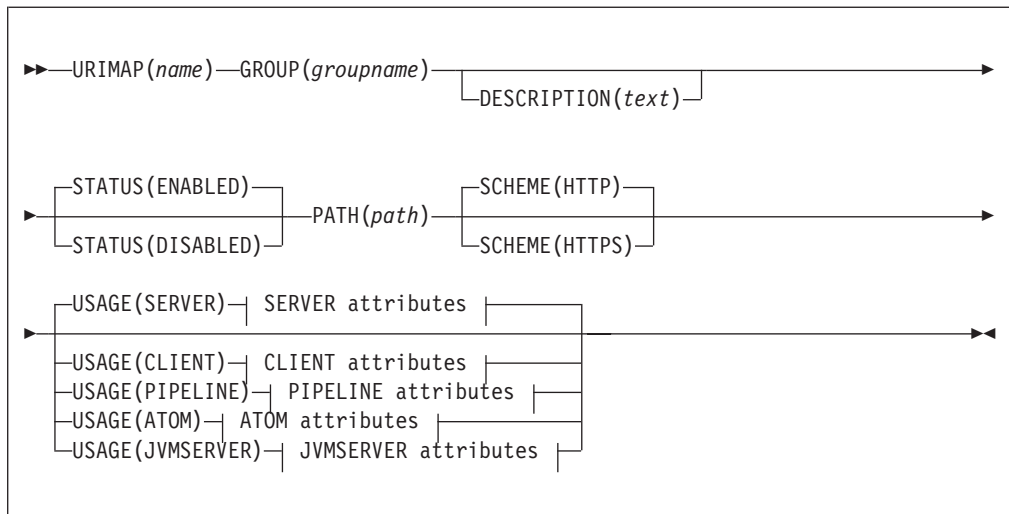 URIMAP(name) GROUP(groupname)
DESCRIPTION(text)
STATUS(ENABLED) SCHEME(HTTP)
PATH(path)
STATUS(DISABLED) SCHEME(HTTPS)
USAGE(SERVER) SERVER attributes
USAGE(CLIENT) CLIENT attributes
USAGE(PIPELINE) PIPELINE attributes
USAGE(ATOM) ATOM attributes
USAGE(JVMSERVER) JVMSERVER attributes